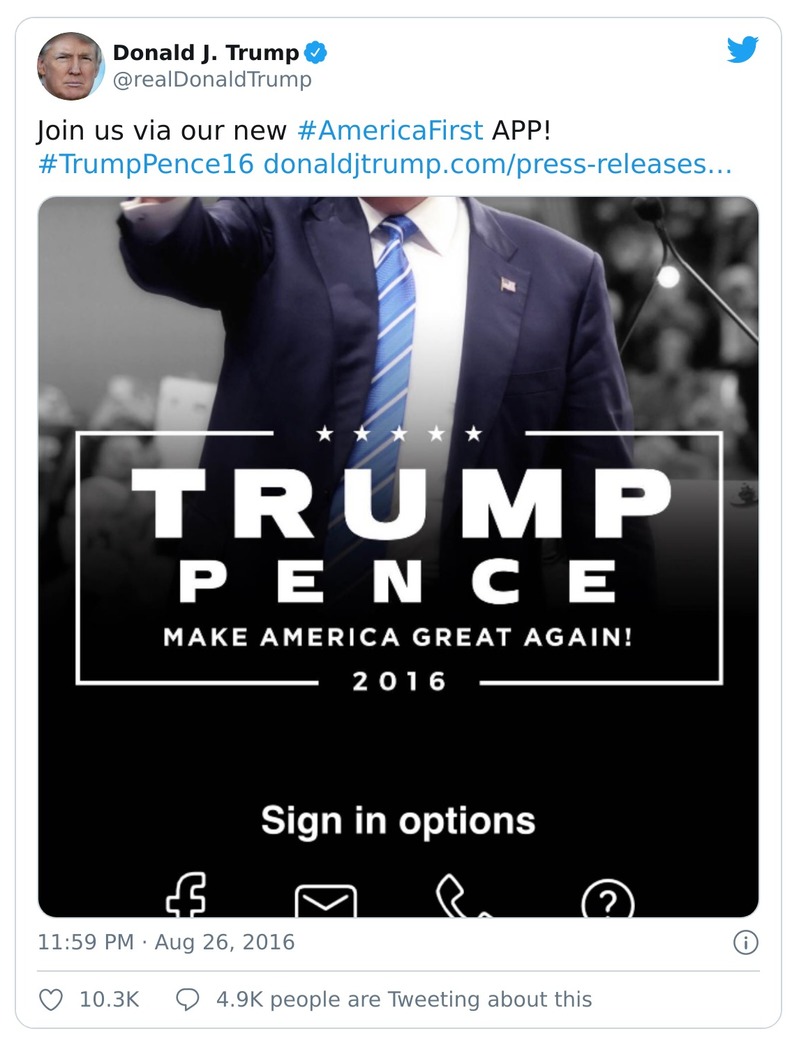 Donald J. Trump
@realDonaldTrump
Join us via our new #AmericaFirst APP!
#TrumpPence16 donaldjtrump.com/press-releases…
TRUMP
PENCE
MAKE AMERICA GREAT AGAIN!
2016
Sign in options
11:59 PM · Aug 26, 2016
10.3K
4.9K people are Tweeting about this